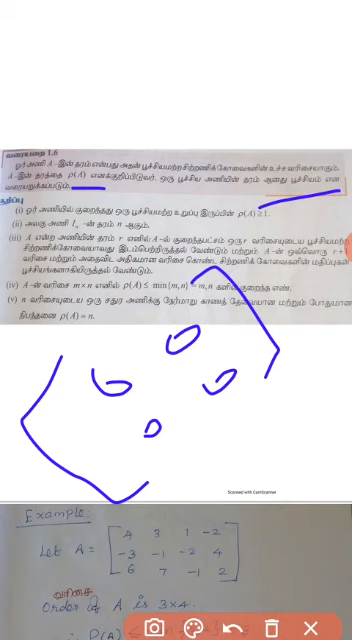 வரையறை 1.6
ஓர் அணி A-இன் தரம் என்பது அதன் பூச்சியமற்ற சிற்றணிக் கோவைகளின் உச்ச வரிசையாகும்.
A-இன் தரத்தை ρ(A) எனக்குறிப்பிடுவர். ஒரு பூச்சிய அணியின் தரம் ஆனது பூச்சியம் என
வரையறுக்கப்படும்.
குறிப்பு
(i) ஓர் அணியில் குறைந்தது ஒரு பூச்சியமற்ற உறுப்பு இருப்பின் ρ(A) ≥ 1.
(ii) அலகு அணி Iₙ -ன் தரம் n ஆகும்.
(iii) A என்ற அணியின் தரம் r எனில் A-ல் குறைந்தபட்சம் ஒரு r வரிசையுடைய பூச்சியமற்ற
சிற்றணிக்கோவையாவது இடம்பெற்றிருத்தல் வேண்டும் மற்றும் A-ன் ஒவ்வொரு r+1
வரிசை மற்றும் அதைவிட அதிகமான வரிசை கொண்ட சிற்றணிக் கோவைகளின் மதிப்புகள்
பூச்சியங்களாகியிருத்தல் வேண்டும்.
(iv) A-ன் வரிசை m×n எனில் ρ(A) ≤ min{m,n} = m,n களில் குறைந்த எண்.
(v) n வரிசையுடைய ஒரு சதுர அணிக்கு நேர்மாறு காணத் தேவையான மற்றும் போதுமான
நிபந்தனை ρ(A) = n.
Scanned with CamScanner
Example:
4 3 1 -2
Let A = -3 -1 -2 4
6 7 -1 2
வரிசை
Order of A is 3×4.
∴ P(A) ≤